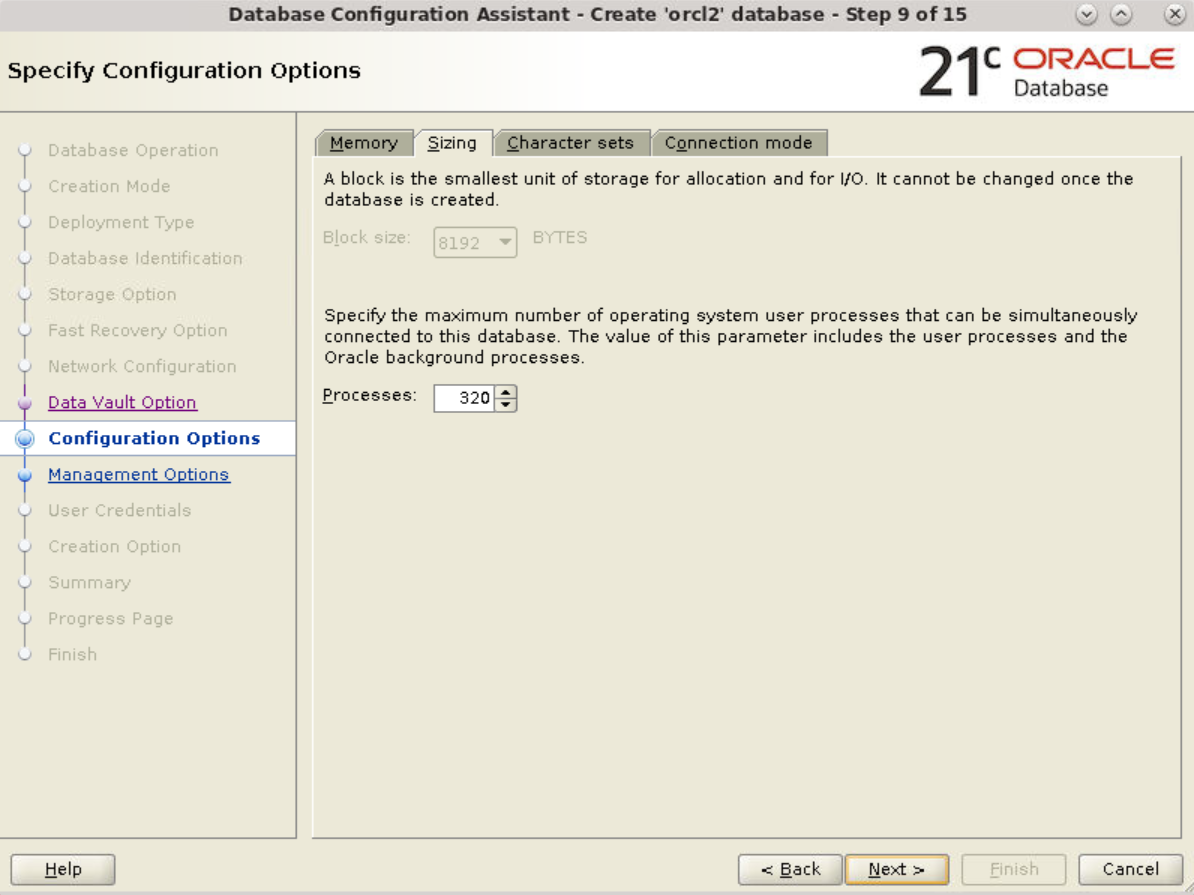 Database Configuration Assistant - Create 'orcl2' database - Step 9 of 15
Specify Configuration Options
21c ORACLE
Database
Database Operation
Creation Mode
Deployment Type
Database Identification
Storage Option
Fast Recovery Option
Network Configuration
Data Vault Option
Configuration Options
Management Options
User Credentials
Creation Option
Summary
Progress Page
Finish
Memory Sizing Character sets Connection mode
A block is the smallest unit of storage for allocation and for I/O. It cannot be changed once the
database is created.
Block size: 8192 BYTES
Specify the maximum number of operating system user processes that can be simultaneously
connected to this database. The value of this parameter includes the user processes and the
Oracle background processes.
Processes: 320
Help < Back Next > Finish Cancel